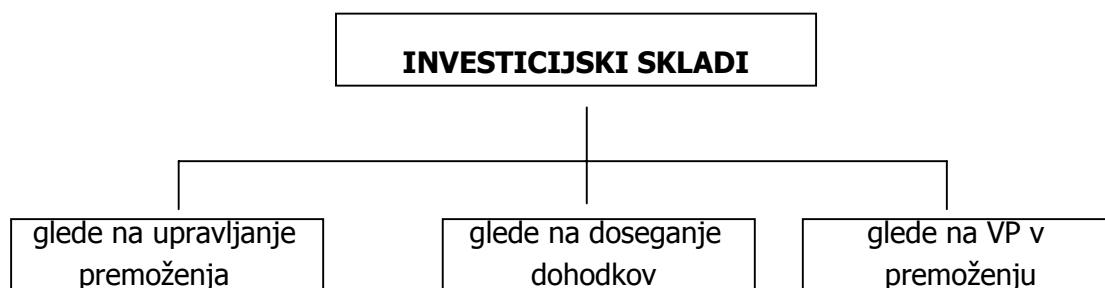 INVESTICIJSKI SKLADI
glede na upravljanje
premoženja
glede na doseganje
dohodkov
glede na VP v
premoženju